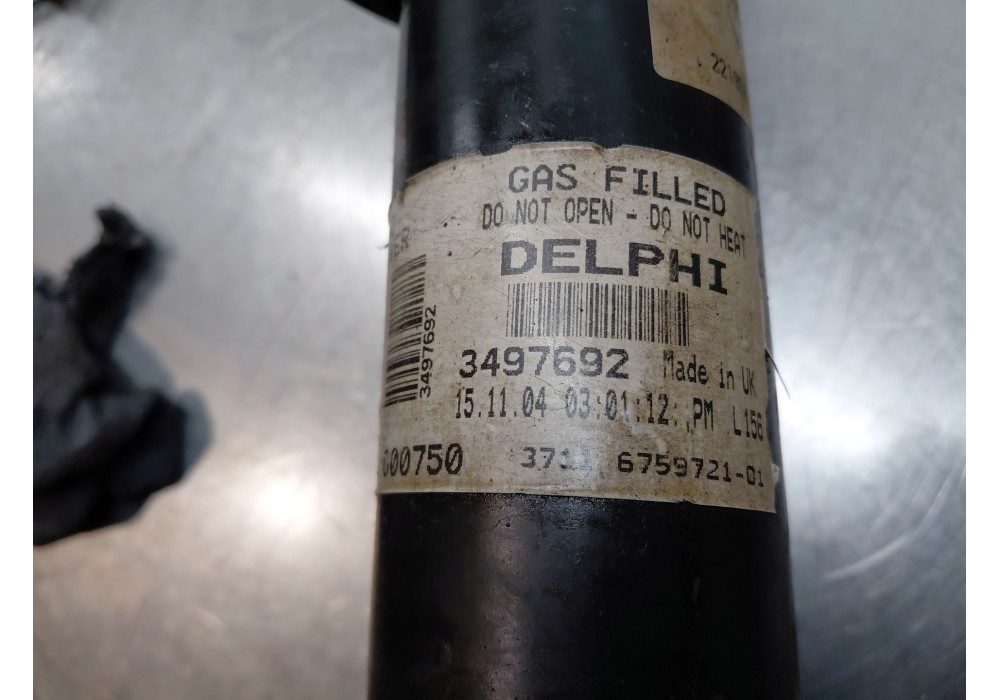 GAS FILLED
DO NOT OPEN - DO NOT HEAT
DELPHI
3497692 Made in UK
15.11.04 03:01:12 PM L156
6759721-01
3497692